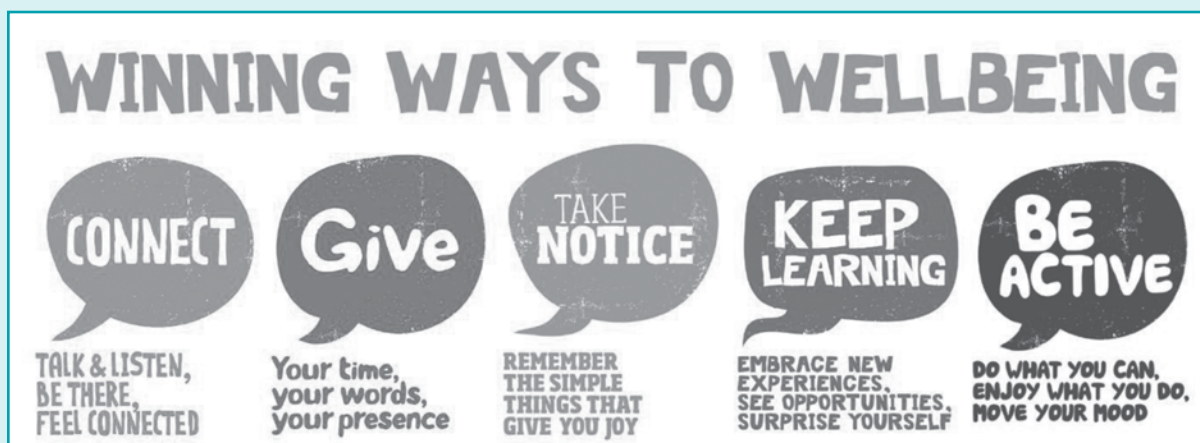 WINNING WAYS TO WELLBEING
CONNECT
TALK & LISTEN,
BE THERE,
FEEL CONNECTED
Give
Your time,
your words,
your presence
TAKE
NOTICE
REMEMBER
THE SIMPLE
THINGS THAT
GIVE YOU JOY
KEEP
LEARNING
EMBRACE NEW
EXPERIENCES,
SEE OPPORTUNITIES,
SURPRISE YOURSELF
BE
ACTIVE
DO WHAT YOU CAN,
ENJOY WHAT YOU DO,
MOVE YOUR MOOD